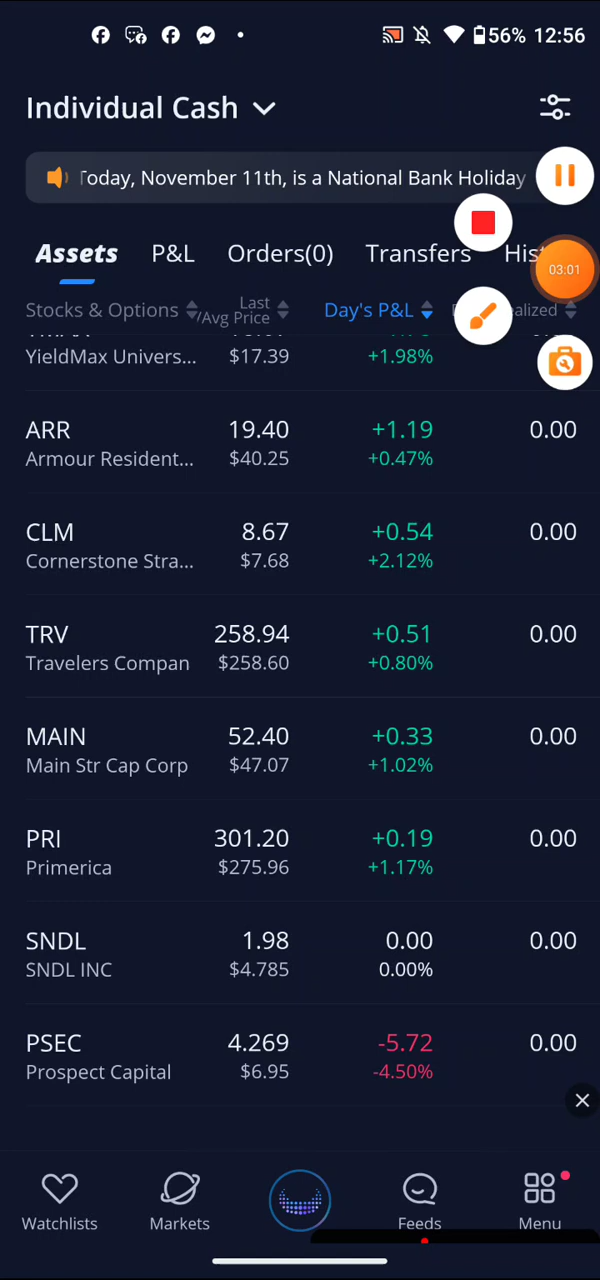 56% 12:56
Individual Cash
Today, November 11th, is a National Bank Holiday
03:01
Assets P&L Orders(0) Transfers
Stocks & Options Last /Avg Price Day's P&L
YieldMax Univers... $17.39 +1.98%
ARR 19.40 +1.19 0.00
Armour Resident... $40.25 +0.47%
CLM 8.67 +0.54 0.00
Cornerstone Stra... $7.68 +2.12%
TRV 258.94 +0.51 0.00
Travelers Compan $258.60 +0.80%
MAIN 52.40 +0.33 0.00
Main Str Cap Corp $47.07 +1.02%
PRI 301.20 +0.19 0.00
Primerica $275.96 +1.17%
SNDL 1.98 0.00 0.00
SNDL INC $4.785 0.00%
PSEC 4.269 -5.72 0.00
Prospect Capital $6.95 -4.50%
Watchlists Markets Feeds Menu